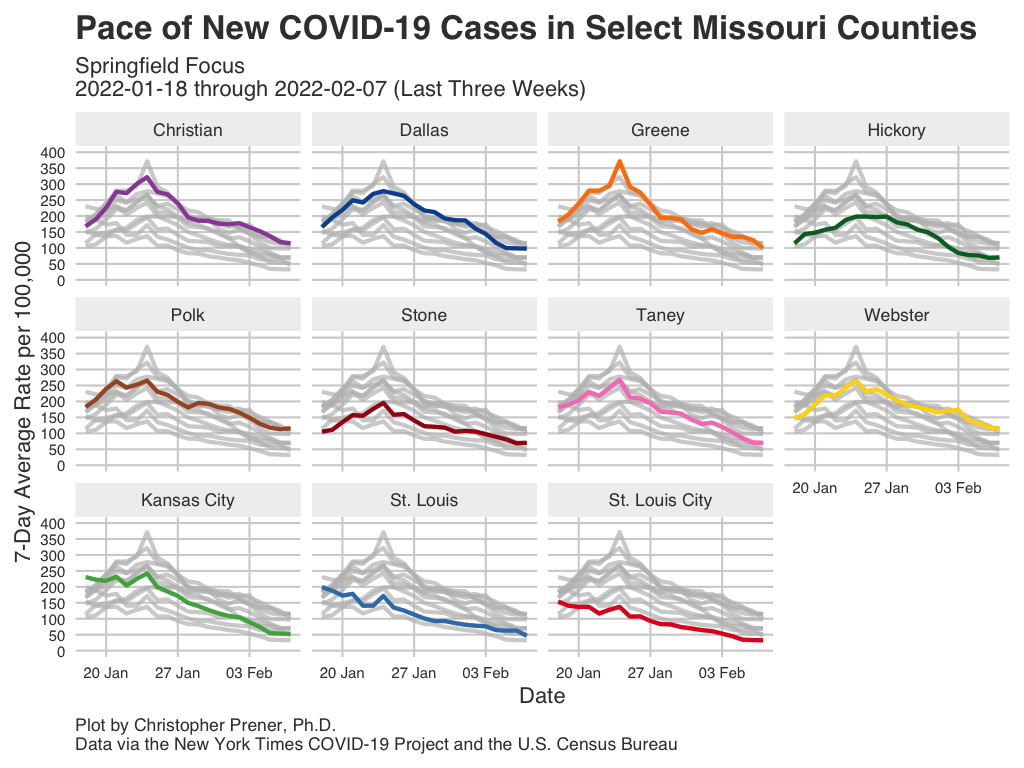 Pace of New COVID-19 Cases in Select Missouri Counties
Springfield Focus
2022-01-18 through 2022-02-07 (Last Three Weeks)
Christian
Dallas
Greene
Hickory
400
350
300
250
200
150
100
50
0
7-Day Average Rate per 100,000
Polk
Stone
Taney
Webster
400
350
300
250
200
150
100
50
0
20 Jan
27 Jan
03 Feb
Kansas City
St. Louis
St. Louis City
400
350
300
250
200
150
100
50
0
20 Jan
27 Jan
03 Feb
20 Jan
27 Jan
03 Feb
20 Jan
27 Jan
03 Feb
Date
Plot by Christopher Prener, Ph.D.
Data via the New York Times COVID-19 Project and the U.S. Census Bureau